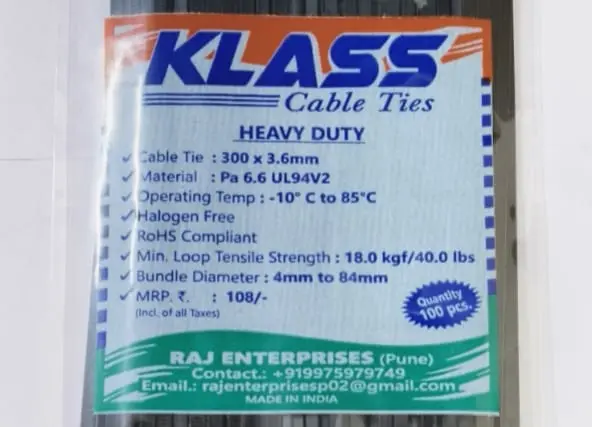 KLASS
Cable Ties
HEAVY DUTY
✓ Cable Tie : 300 x 3.6mm
✓ Material : Pa 6.6 UL94V2
✓ Operating Temp : -10° C to 85°C
✓ Halogen Free
✓ RoHS Compliant
✓ Min. Loop Tensile Strength : 18.0 kgf/40.0 lbs
✓ Bundle Diameter : 4mm to 84mm
✓ MRP. ₹. : 108/-
(Incl. of all Taxes)
Quantity
100 pcs.
RAJ ENTERPRISES (Pune)
Contact.: +919975979749
Email.: rajenterprisesp02@gmail.com
MADE IN INDIA